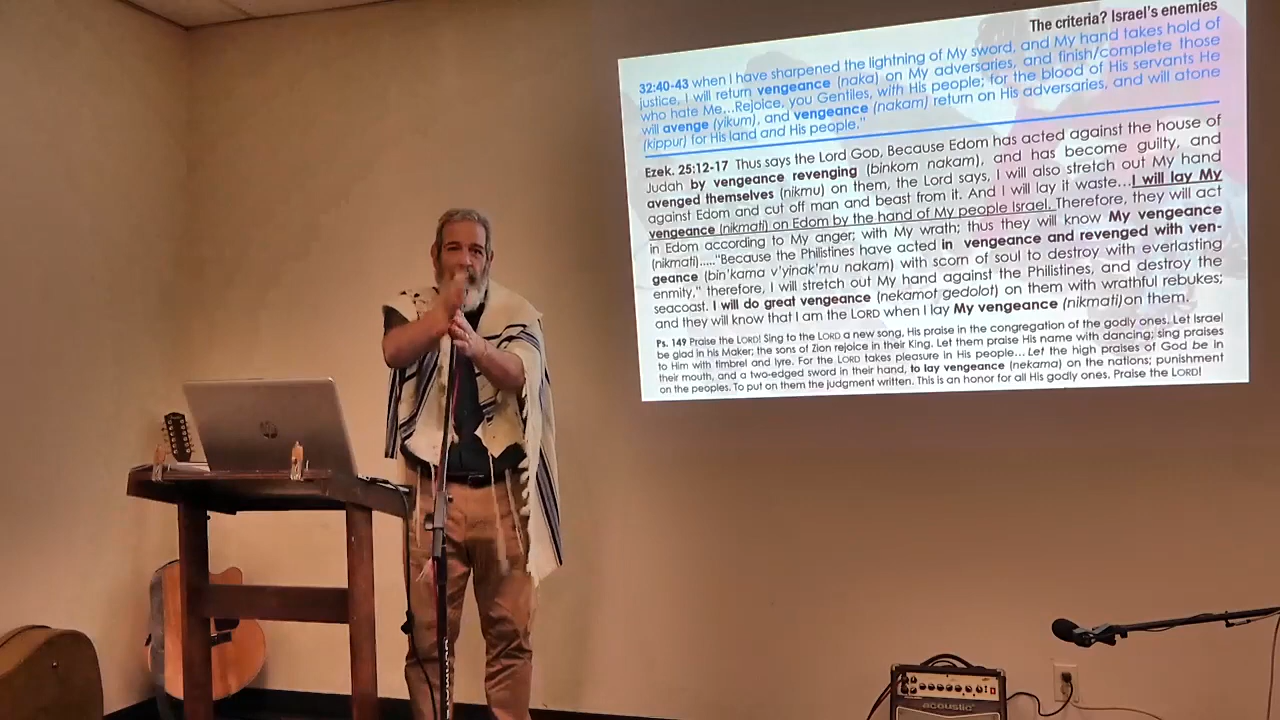 The criteria? Israel's enemies
32:40-43 when I have sharpened the lightning of My sword, and My hand takes hold of
justice, I will return vengeance (naka) on My adversaries, and finish/complete those
who hate Me...Rejoice, you Gentiles, with His people; for the blood of His servants He
will avenge (yikum), and vengeance (nakam) return on His adversaries, and will atone
(kippur) for His land and His people."
Ezek. 25:12-17 Thus says the Lord GOD, Because Edom has acted against the house of
Judah by vengeance revenging (binkom nakam), and has become guilty, and
avenged themselves (nikmu) on them, the Lord says, I will also stretch out My hand
against Edom and cut off man and beast from it. And I will lay it waste...I will lay My
vengeance (nikmati) on Edom by the hand of My people Israel. Therefore, they will act
in Edom according to My anger; with My wrath; thus they will know My vengeance
(nikmati)....."Because the Philistines have acted in vengeance and revenged with ven-
geance (bin'kama v'yinak'mu nakam) with scorn of soul to destroy with everlasting
enmity," therefore, I will stretch out My hand against the Philistines, and destroy the
seacoast. I will do great vengeance (nekamot gedolot) on them with wrathful rebukes;
and they will know that I am the LORD when I lay My vengeance (nikmati)on them.
Ps. 149 Praise the LORD! Sing to the LORD a new song, His praise in the congregation of the godly ones. Let Israel
be glad in his Maker; the sons of Zion rejoice in their King. Let them praise His name with dancing; sing praises
to Him with timbrel and lyre. For the LORD takes pleasure in His people... Let the high praises of God be in
their mouth, and a two-edged sword in their hand, to lay vengeance (nekama) on the nations; punishment
on the peoples. To put on them the judgment written. This is an honor for all His godly ones. Praise the LORD!
hp
Fender
acoustic